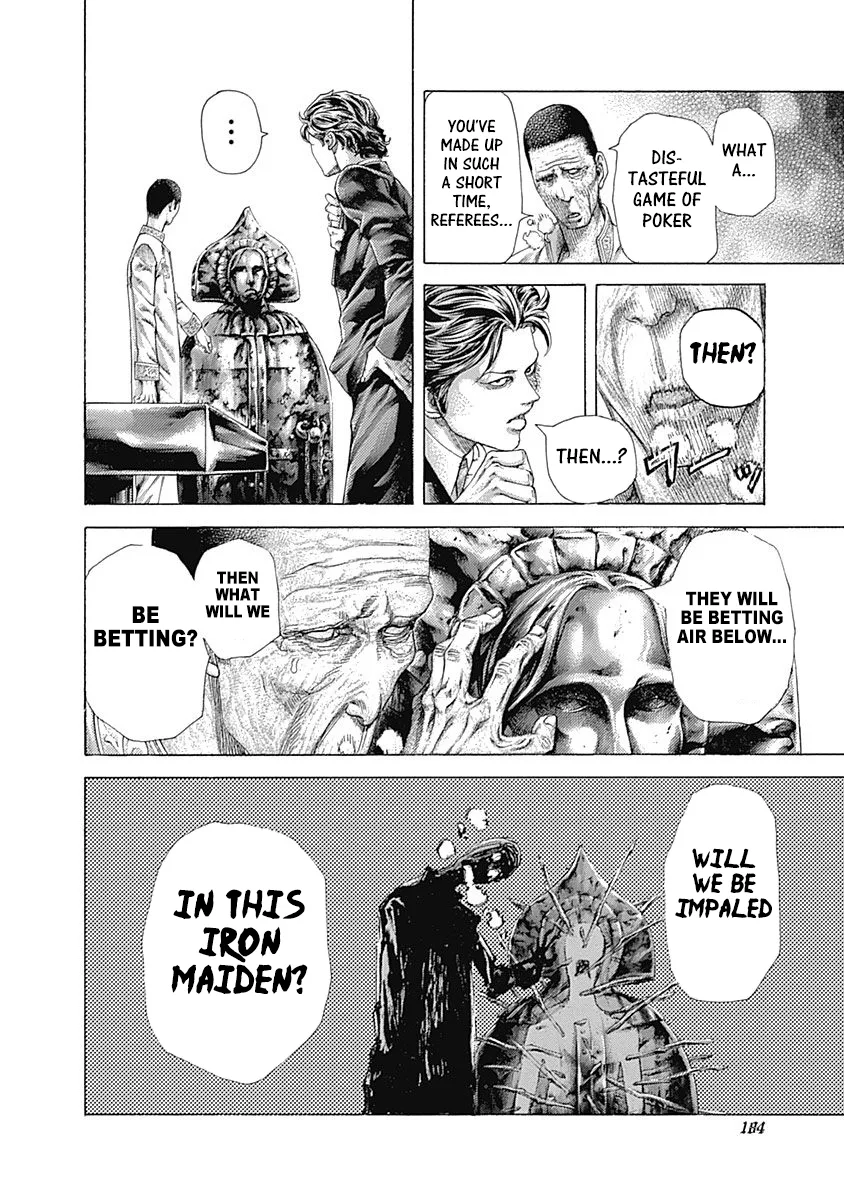 WHAT
A...
DIS-
TASTEFUL
GAME OF
POKER
YOU'VE
MADE UP
IN SUCH
A SHORT
TIME,
REFEREES...
...
THEN?
THEN...?
THEY WILL
BE BETTING
AIR BELOW...
THEN
WHAT
WILL WE
BE
BETTING?
WILL
WE BE
IMPALED
IN THIS
IRON
MAIDEN?
184